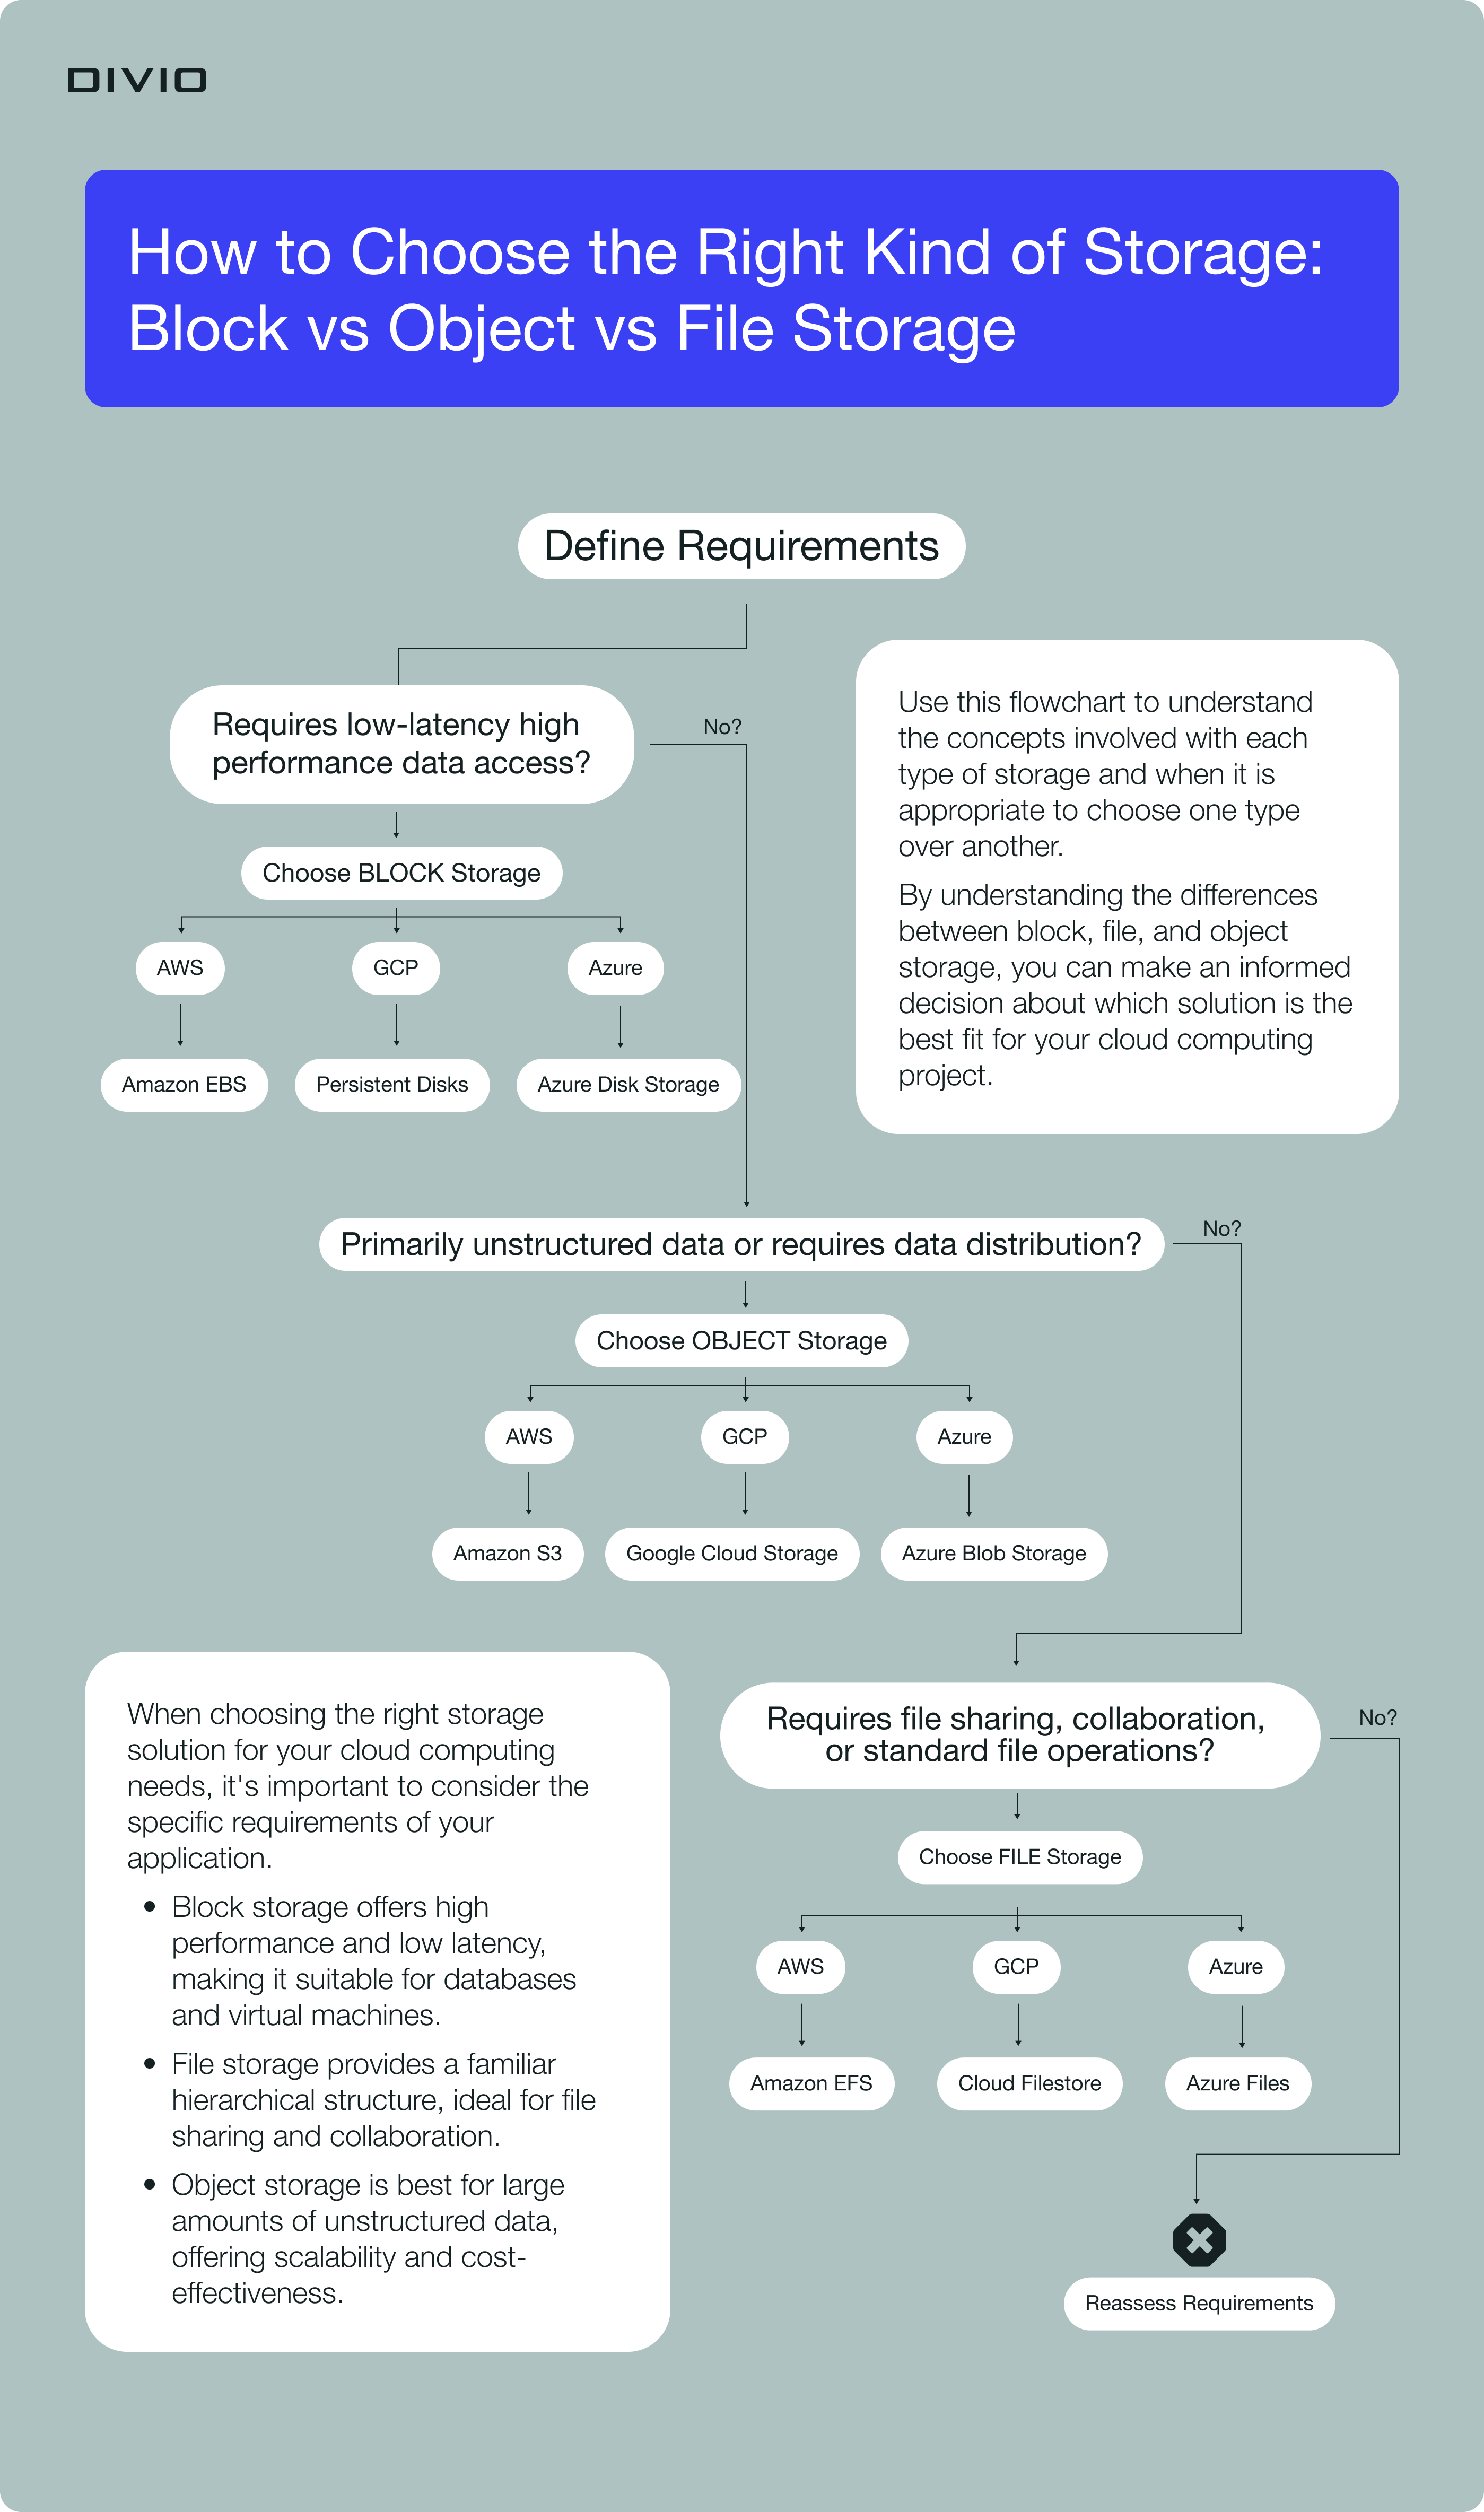 DIVIO
How to Choose the Right Kind of Storage:
Block vs Object vs File Storage
Define Requirements
Requires low-latency high
performance data access?
No?
Use this flowchart to understand
the concepts involved with each
type of storage and when it is
appropriate to choose one type
over another.
By understanding the differences
between block, file, and object
storage, you can make an informed
decision about which solution is the
best fit for your cloud computing
project.
Choose BLOCK Storage
AWS
GCP
Azure
Amazon EBS
Persistent Disks
Azure Disk Storage
Primarily unstructured data or requires data distribution?
No?
Choose OBJECT Storage
AWS
GCP
Azure
Amazon S3
Google Cloud Storage
Azure Blob Storage
When choosing the right storage
solution for your cloud computing
needs, it's important to consider the
specific requirements of your
application.
• Block storage offers high
performance and low latency,
making it suitable for databases
and virtual machines.
• File storage provides a familiar
hierarchical structure, ideal for file
sharing and collaboration.
• Object storage is best for large
amounts of unstructured data,
offering scalability and cost-
effectiveness.
Requires file sharing, collaboration,
or standard file operations?
No?
Choose FILE Storage
AWS
GCP
Azure
Amazon EFS
Cloud Filestore
Azure Files
Reassess Requirements